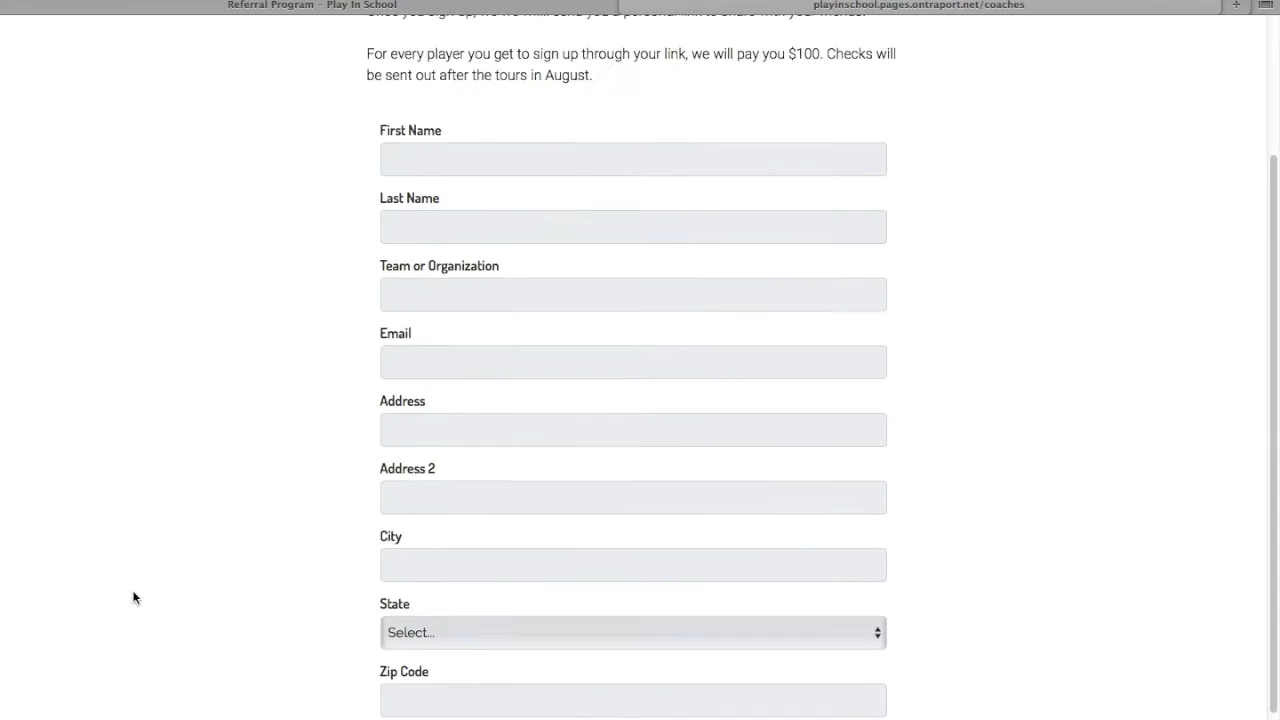 Referral Program – Play In School
playinschool.pages.ontraport.net/coaches
For every player you get to sign up through your link, we will pay you $100. Checks will
be sent out after the tours in August.
First Name
Last Name
Team or Organization
Email
Address
Address 2
City
State
Select...
Zip Code